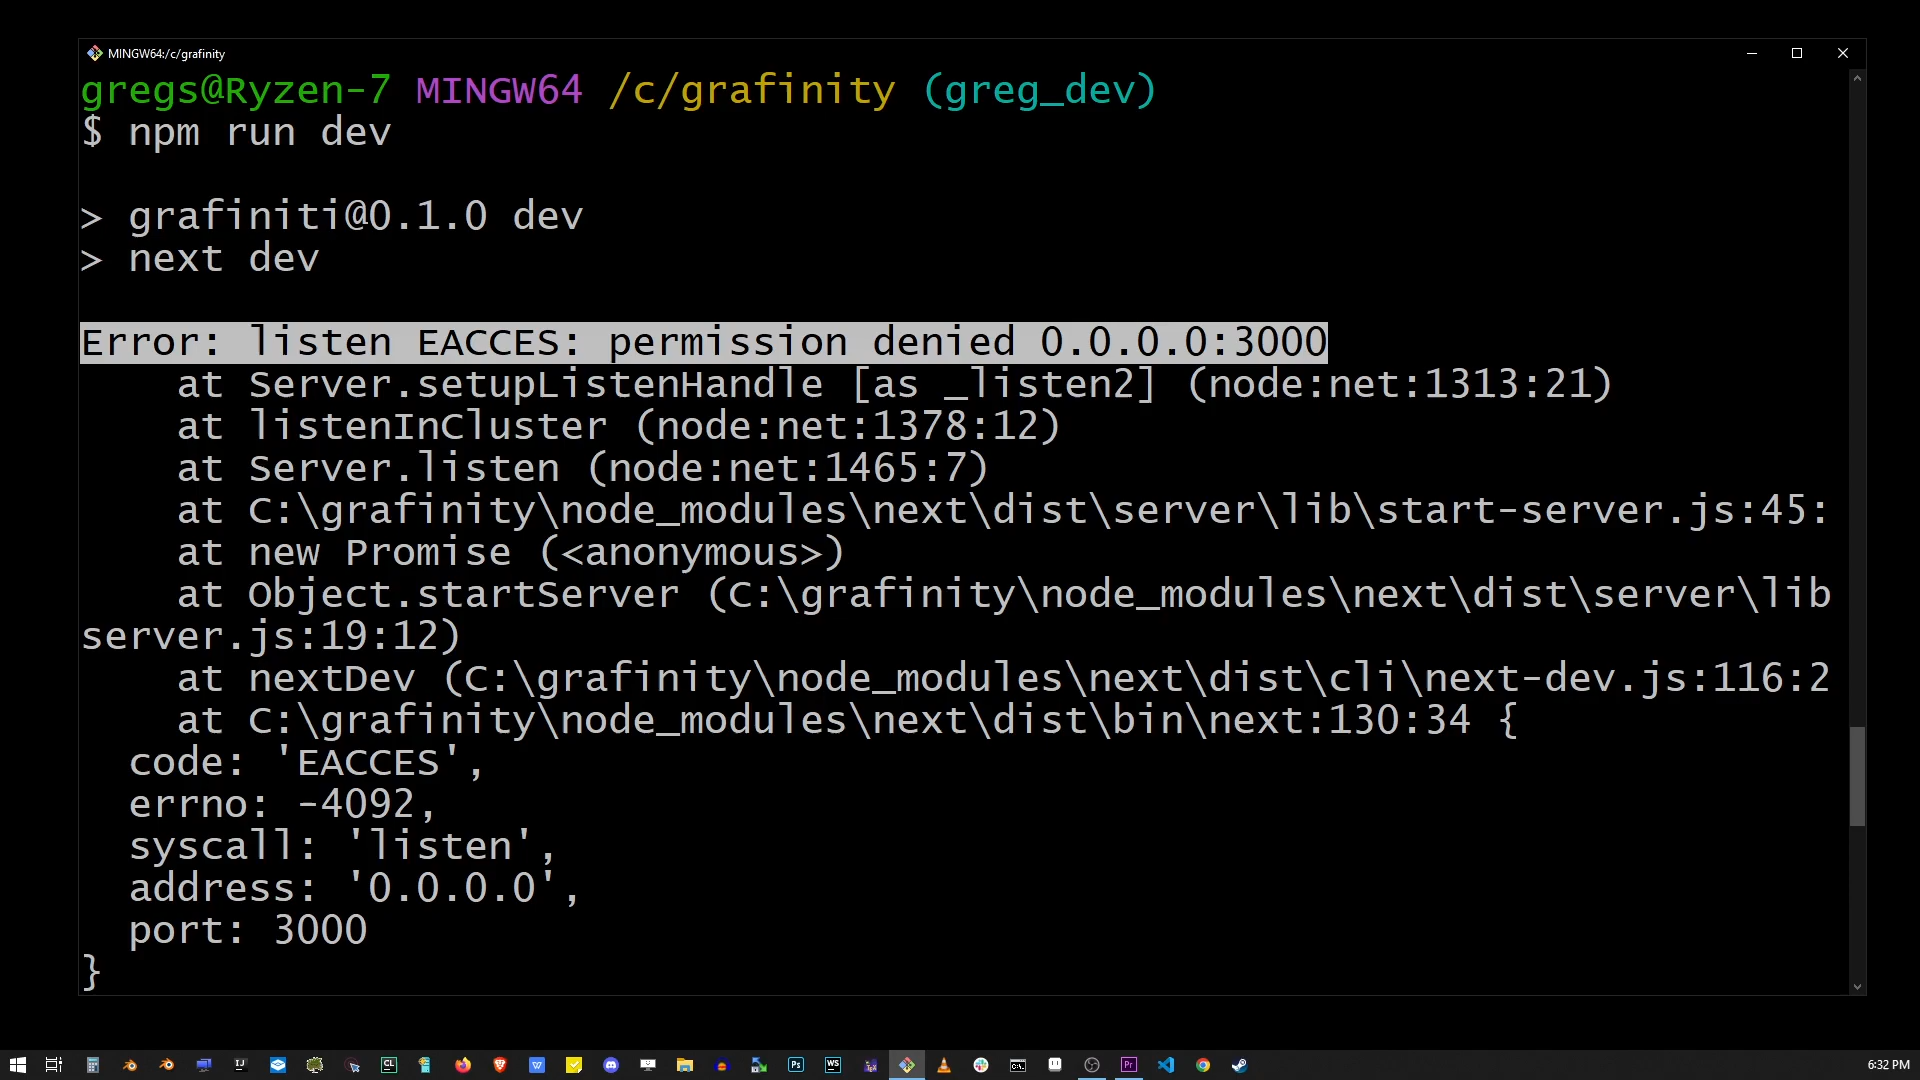 MINGW64:/c/grafinity
gregs@Ryzen-7 MINGW64 /c/grafinity (greg_dev)
$ npm run dev
> grafiniti@0.1.0 dev
> next dev
Error: listen EACCES: permission denied 0.0.0.0:3000
at Server.setupListenHandle [as _listen2] (node:net:1313:21)
at listenInCluster (node:net:1378:12)
at Server.listen (node:net:1465:7)
at C:\grafinity\node_modules\next\dist\server\lib\start-server.js:45:
at new Promise (<anonymous>)
at Object.startServer (C:\grafinity\node_modules\next\dist\server\lib
server.js:19:12)
at nextDev (C:\grafinity\node_modules\next\dist\cli\next-dev.js:116:2
at C:\grafinity\node_modules\next\dist\bin\next:130:34 {
code: 'EACCES',
errno: -4092,
syscall: 'listen',
address: '0.0.0.0',
port: 3000
}
IJ CL W Ps WS Pr 6:32 PM